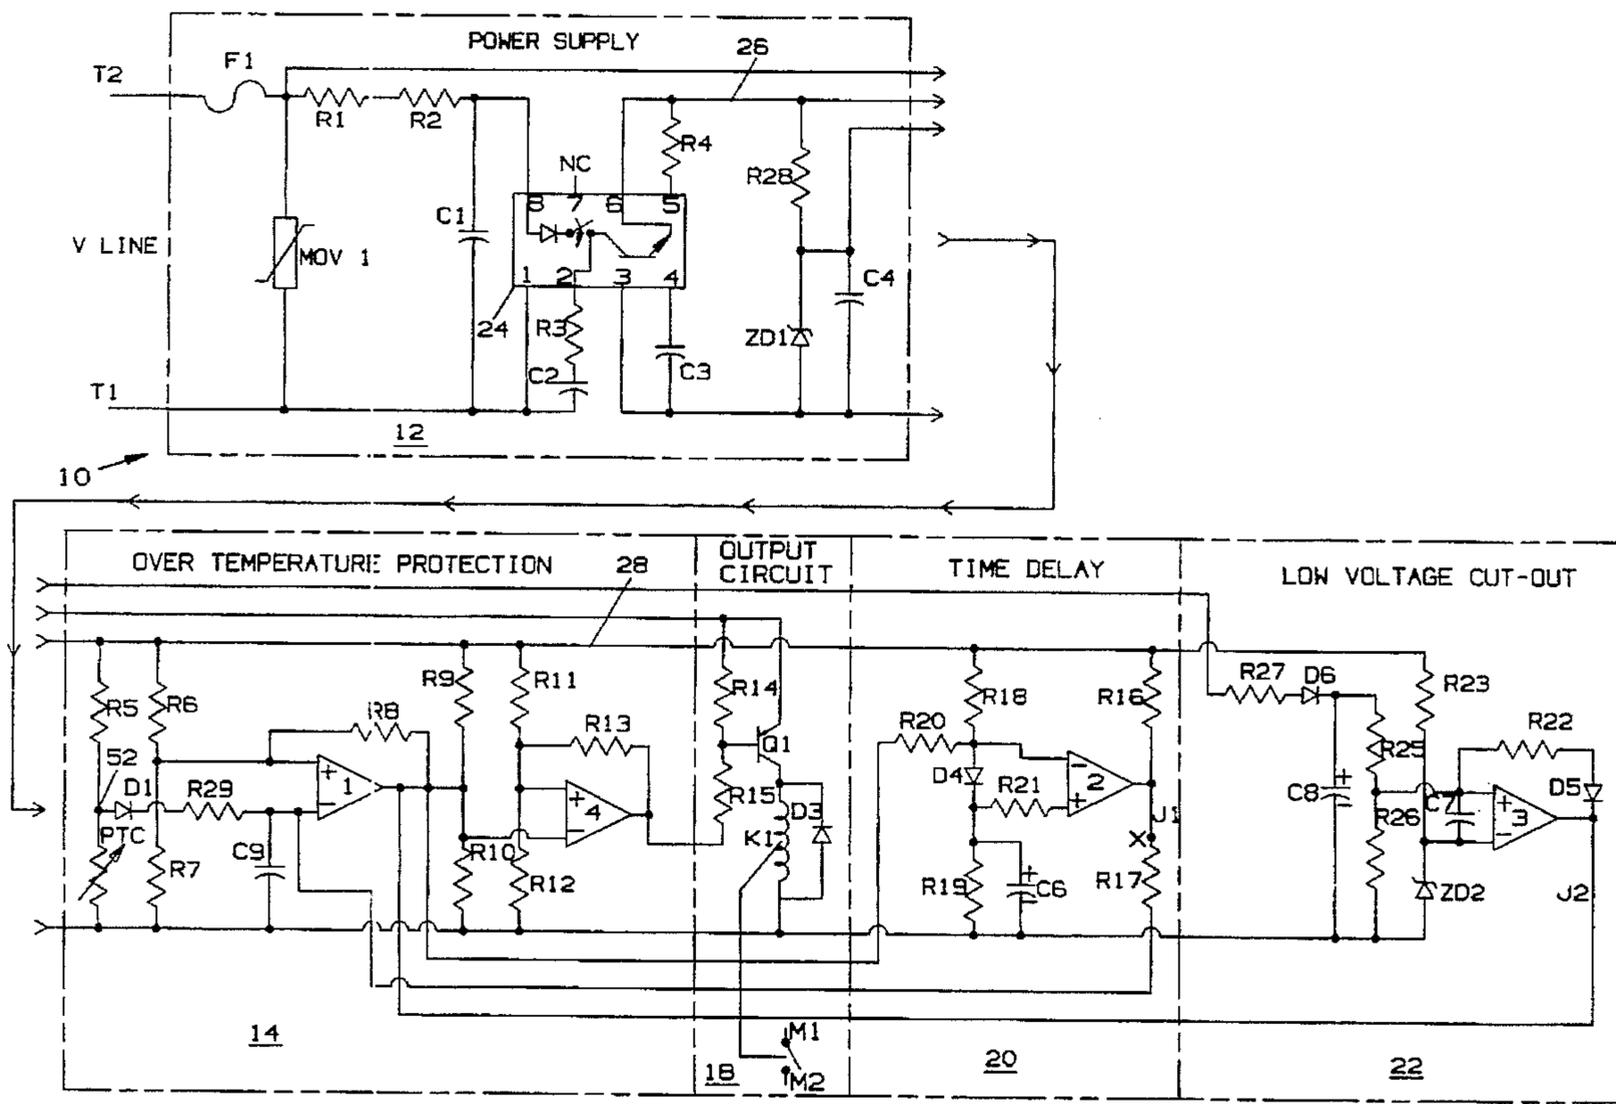 POWER SUPPLY
26
T2
F1
R1
R2
R4
NC
R28
8 7 6 5
C1
V LINE
MOV 1
1 2 3 4
C4
24
R3
ZD1
C2
C3
T1
12
10
OVER TEMPERATURE PROTECTION
28
OUTPUT
CIRCUIT
TIME DELAY
LOW VOLTAGE CUT-OUT
R5
R6
R8
R9
R11
R13
R14
Q1
R18
R20
R16
R27
D6
R23
R22
52
D1
R29
+
1
-
+
4
-
R15
D3
K1
D4
R21
-
2
+
J1
X
C8
+
R25
R26
C7
+
3
-
D5
PTC
R7
C9
R10
R12
R19
+
C6
R17
ZD2
J2
14
18
M1
M2
20
22